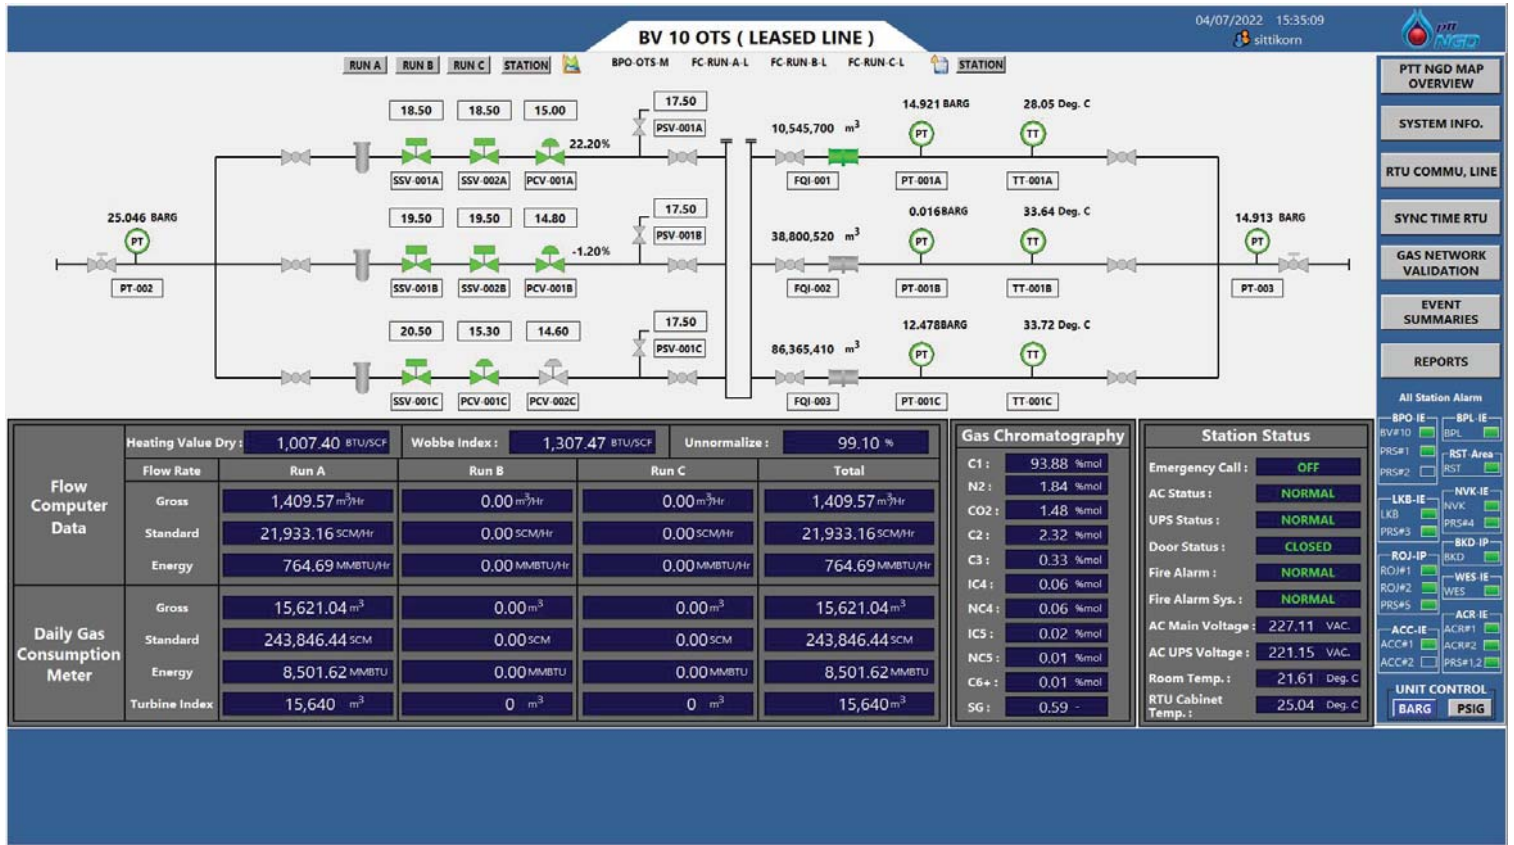 04/07/2022 15:35:09
sittikorn
BV 10 OTS ( LEASED LINE )
ptt
NGD
RUN A RUN B RUN C STATION BPO-OTS-M FC-RUN-A-L FC-RUN-B-L FC-RUN-C-L STATION
18.50 18.50 15.00 17.50 14.921 BARG 28.05 Deg. C
PSV-001A 10,545,700 m3 PT TT
22.20%
SSV-001A SSV-002A PCV-001A FQI-001 PT-001A TT-001A
25.046 BARG 19.50 19.50 14.80 17.50 0.016BARG 33.64 Deg. C 14.913 BARG
PT PSV-001B 38,800,520 m3 PT TT PT
-1.20%
PT-002 SSV-001B SSV-002B PCV-001B FQI-002 PT-001B TT-001B PT-003
20.50 15.30 14.60 17.50 12.478BARG 33.72 Deg. C
PSV-001C 86,365,410 m3 PT TT
SSV-001C PCV-001C PCV-002C FQI-003 PT-001C TT-001C
Flow Computer Data
Heating Value Dry : 1,007.40 BTU/SCF Wobbe Index : 1,307.47 BTU/SCF Unnormalize : 99.10 %
Flow Rate Run A Run B Run C Total
Gross 1,409.57 m3/Hr 0.00 m3/Hr 0.00 m3/Hr 1,409.57 m3/Hr
Standard 21,933.16 SCM/Hr 0.00 SCM/Hr 0.00 SCM/Hr 21,933.16 SCM/Hr
Energy 764.69 MMBTU/Hr 0.00 MMBTU/Hr 0.00 MMBTU/Hr 764.69 MMBTU/Hr
Daily Gas Consumption Meter
Gross 15,621.04 m3 0.00 m3 0.00 m3 15,621.04 m3
Standard 243,846.44 SCM 0.00 SCM 0.00 SCM 243,846.44 SCM
Energy 8,501.62 MMBTU 0.00 MMBTU 0.00 MMBTU 8,501.62 MMBTU
Turbine Index 15,640 m3 0 m3 0 m3 15,640 m3
Gas Chromatography
C1 : 93.88 %mol
N2 : 1.84 %mol
CO2 : 1.48 %mol
C2 : 2.32 %mol
C3 : 0.33 %mol
IC4 : 0.06 %mol
NC4 : 0.06 %mol
IC5 : 0.02 %mol
NC5 : 0.01 %mol
C6+ : 0.01 %mol
SG : 0.59 -
Station Status
Emergency Call : OFF
AC Status : NORMAL
UPS Status : NORMAL
Door Status : CLOSED
Fire Alarm : NORMAL
Fire Alarm Sys. : NORMAL
AC Main Voltage : 227.11 VAC.
AC UPS Voltage : 221.15 VAC.
Room Temp. : 21.61 Deg. C
RTU Cabinet
Temp. : 25.04 Deg. C
PTT NGD MAP
OVERVIEW
SYSTEM INFO.
RTU COMMU, LINE
SYNC TIME RTU
GAS NETWORK
VALIDATION
EVENT
SUMMARIES
REPORTS
All Station Alarm
BPO-IE BPL-IE
BV#10 BPL
PRS#1 RST-Area
PRS#2 RST
LKB-IE NVK-IE
LKB NVK
PRS#3 PRS#4
ROJ-IP BKD-IP
ROJ#1 BKD
ROJ#2 WES-IE
PRS#5 WES
ACC-IE ACR-IE
ACC#1 ACR#1
ACC#2 ACR#2
PRS#1,2
UNIT CONTROL
BARG PSIG